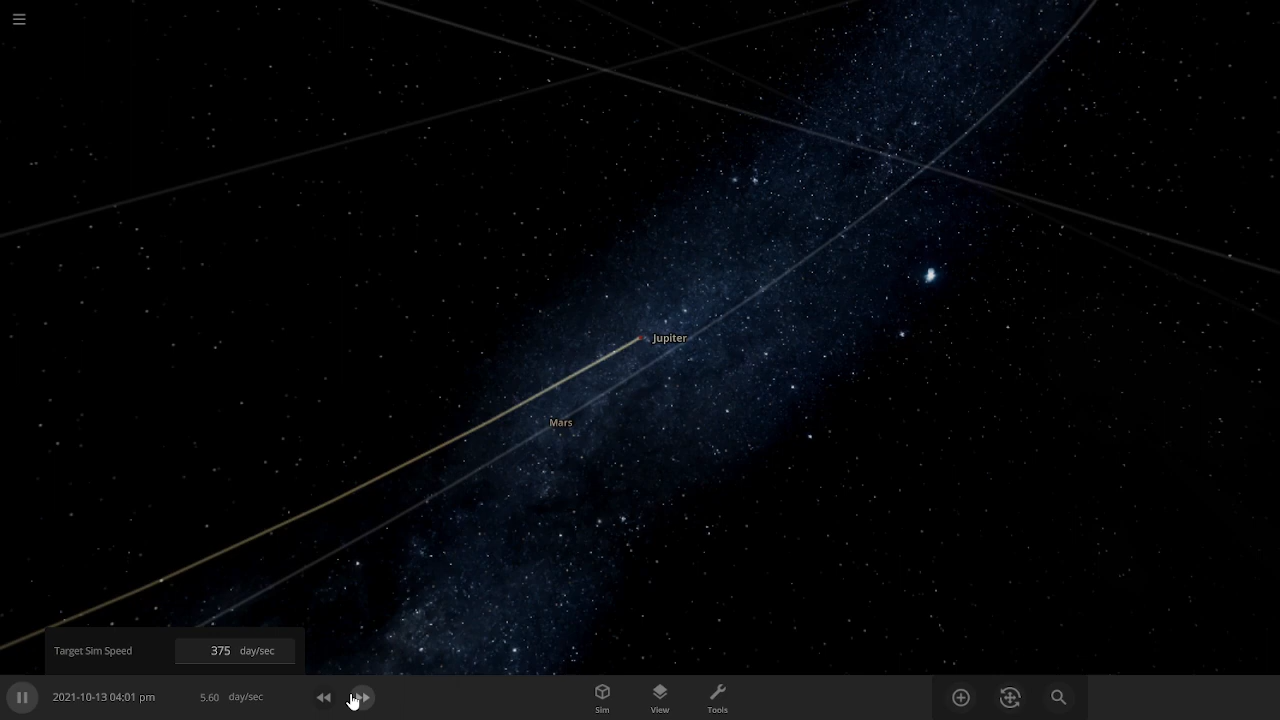 Jupiter
Mars
Target Sim Speed 375 day/sec
2021-10-13 04:01 pm 5.60 day/sec
Sim View Tools